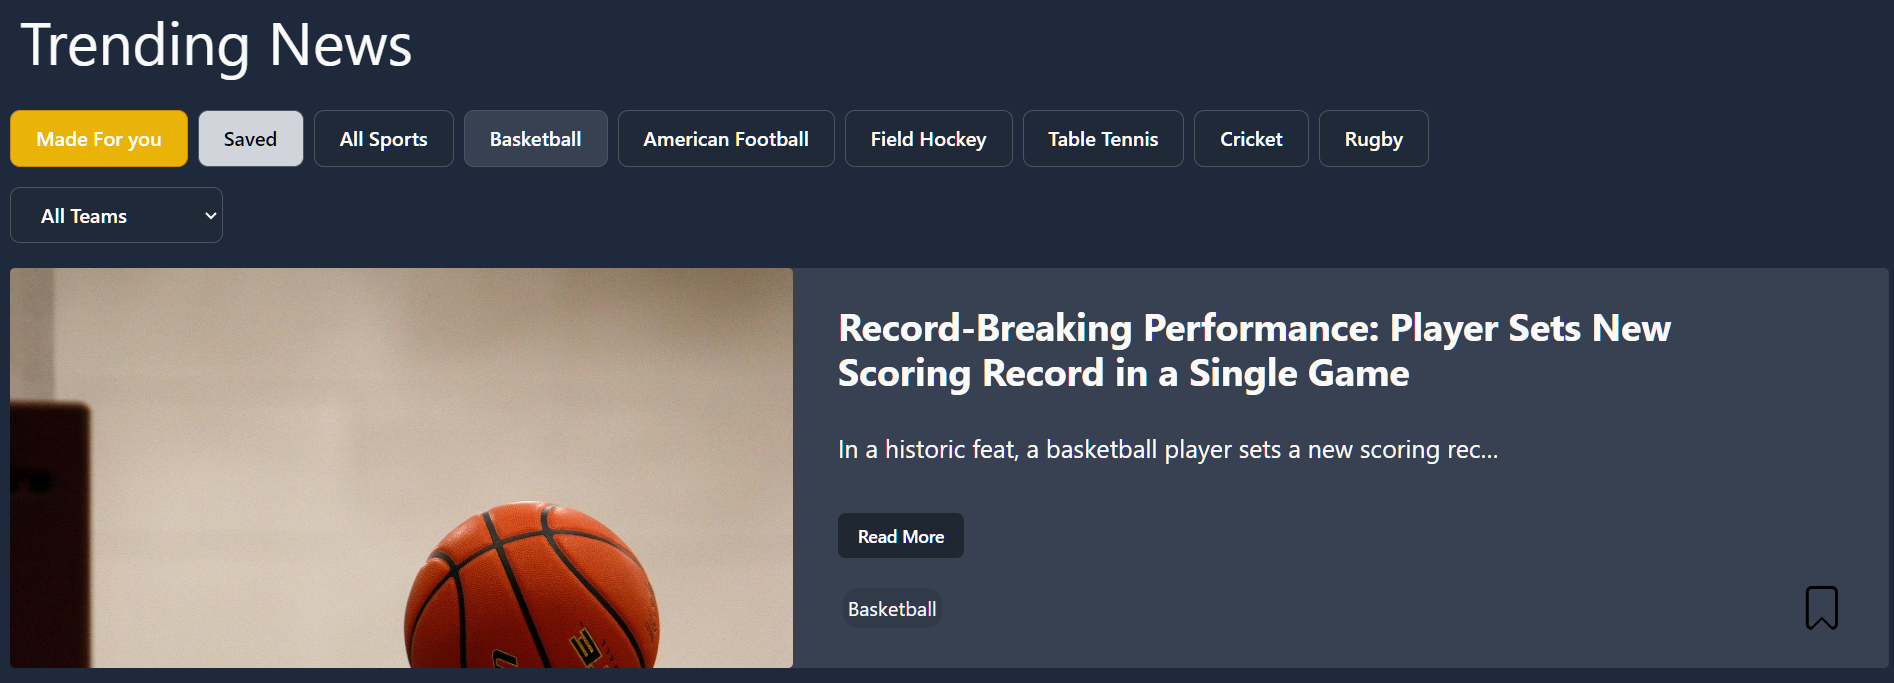 Trending News
Made For you
Saved
All Sports
Basketball
American Football
Field Hockey
Table Tennis
Cricket
Rugby
All Teams
Record-Breaking Performance: Player Sets New
Scoring Record in a Single Game
In a historic feat, a basketball player sets a new scoring rec...
Read More
Basketball